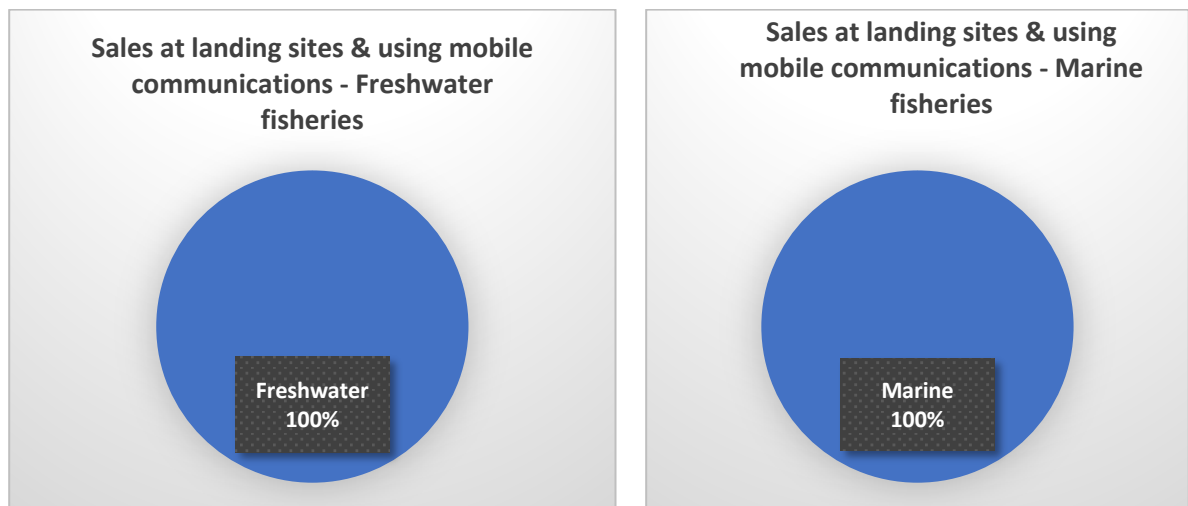 Sales at landing sites & using mobile
communications - Freshwater
fisheries
Freshwater
100%
Sales at landing sites & using
mobile communications - Marine
fisheries
Marine
100%